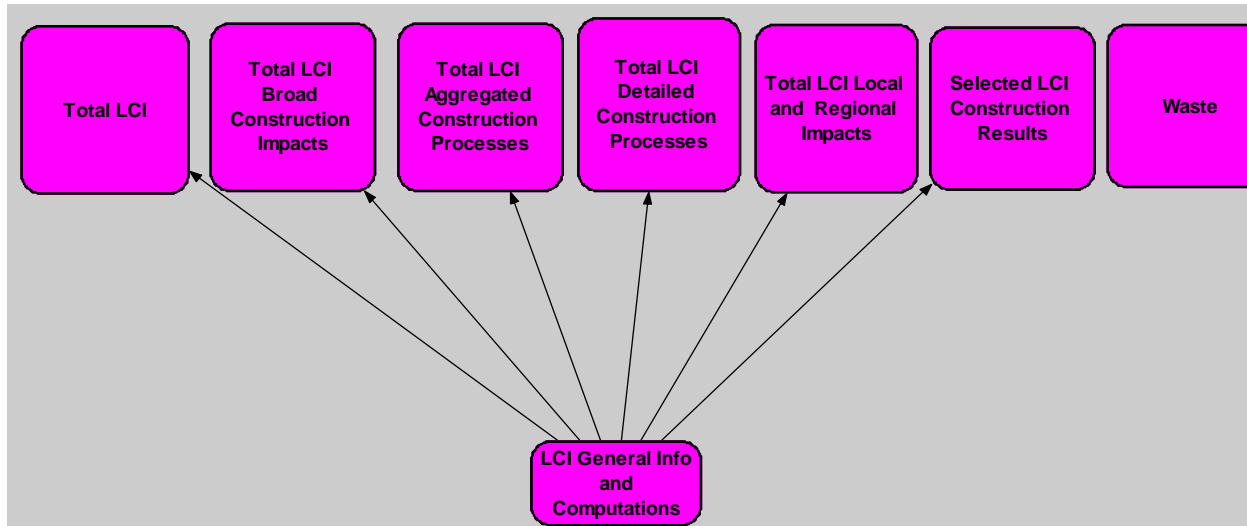 Total LCI
Total LCI
Broad
Construction
Impacts
Total LCI
Aggregated
Construction
Processes
Total LCI
Detailed
Construction
Processes
Total LCI Local
and Regional
Impacts
Selected LCI
Construction
Results
Waste
LCI General Info
and
Computations